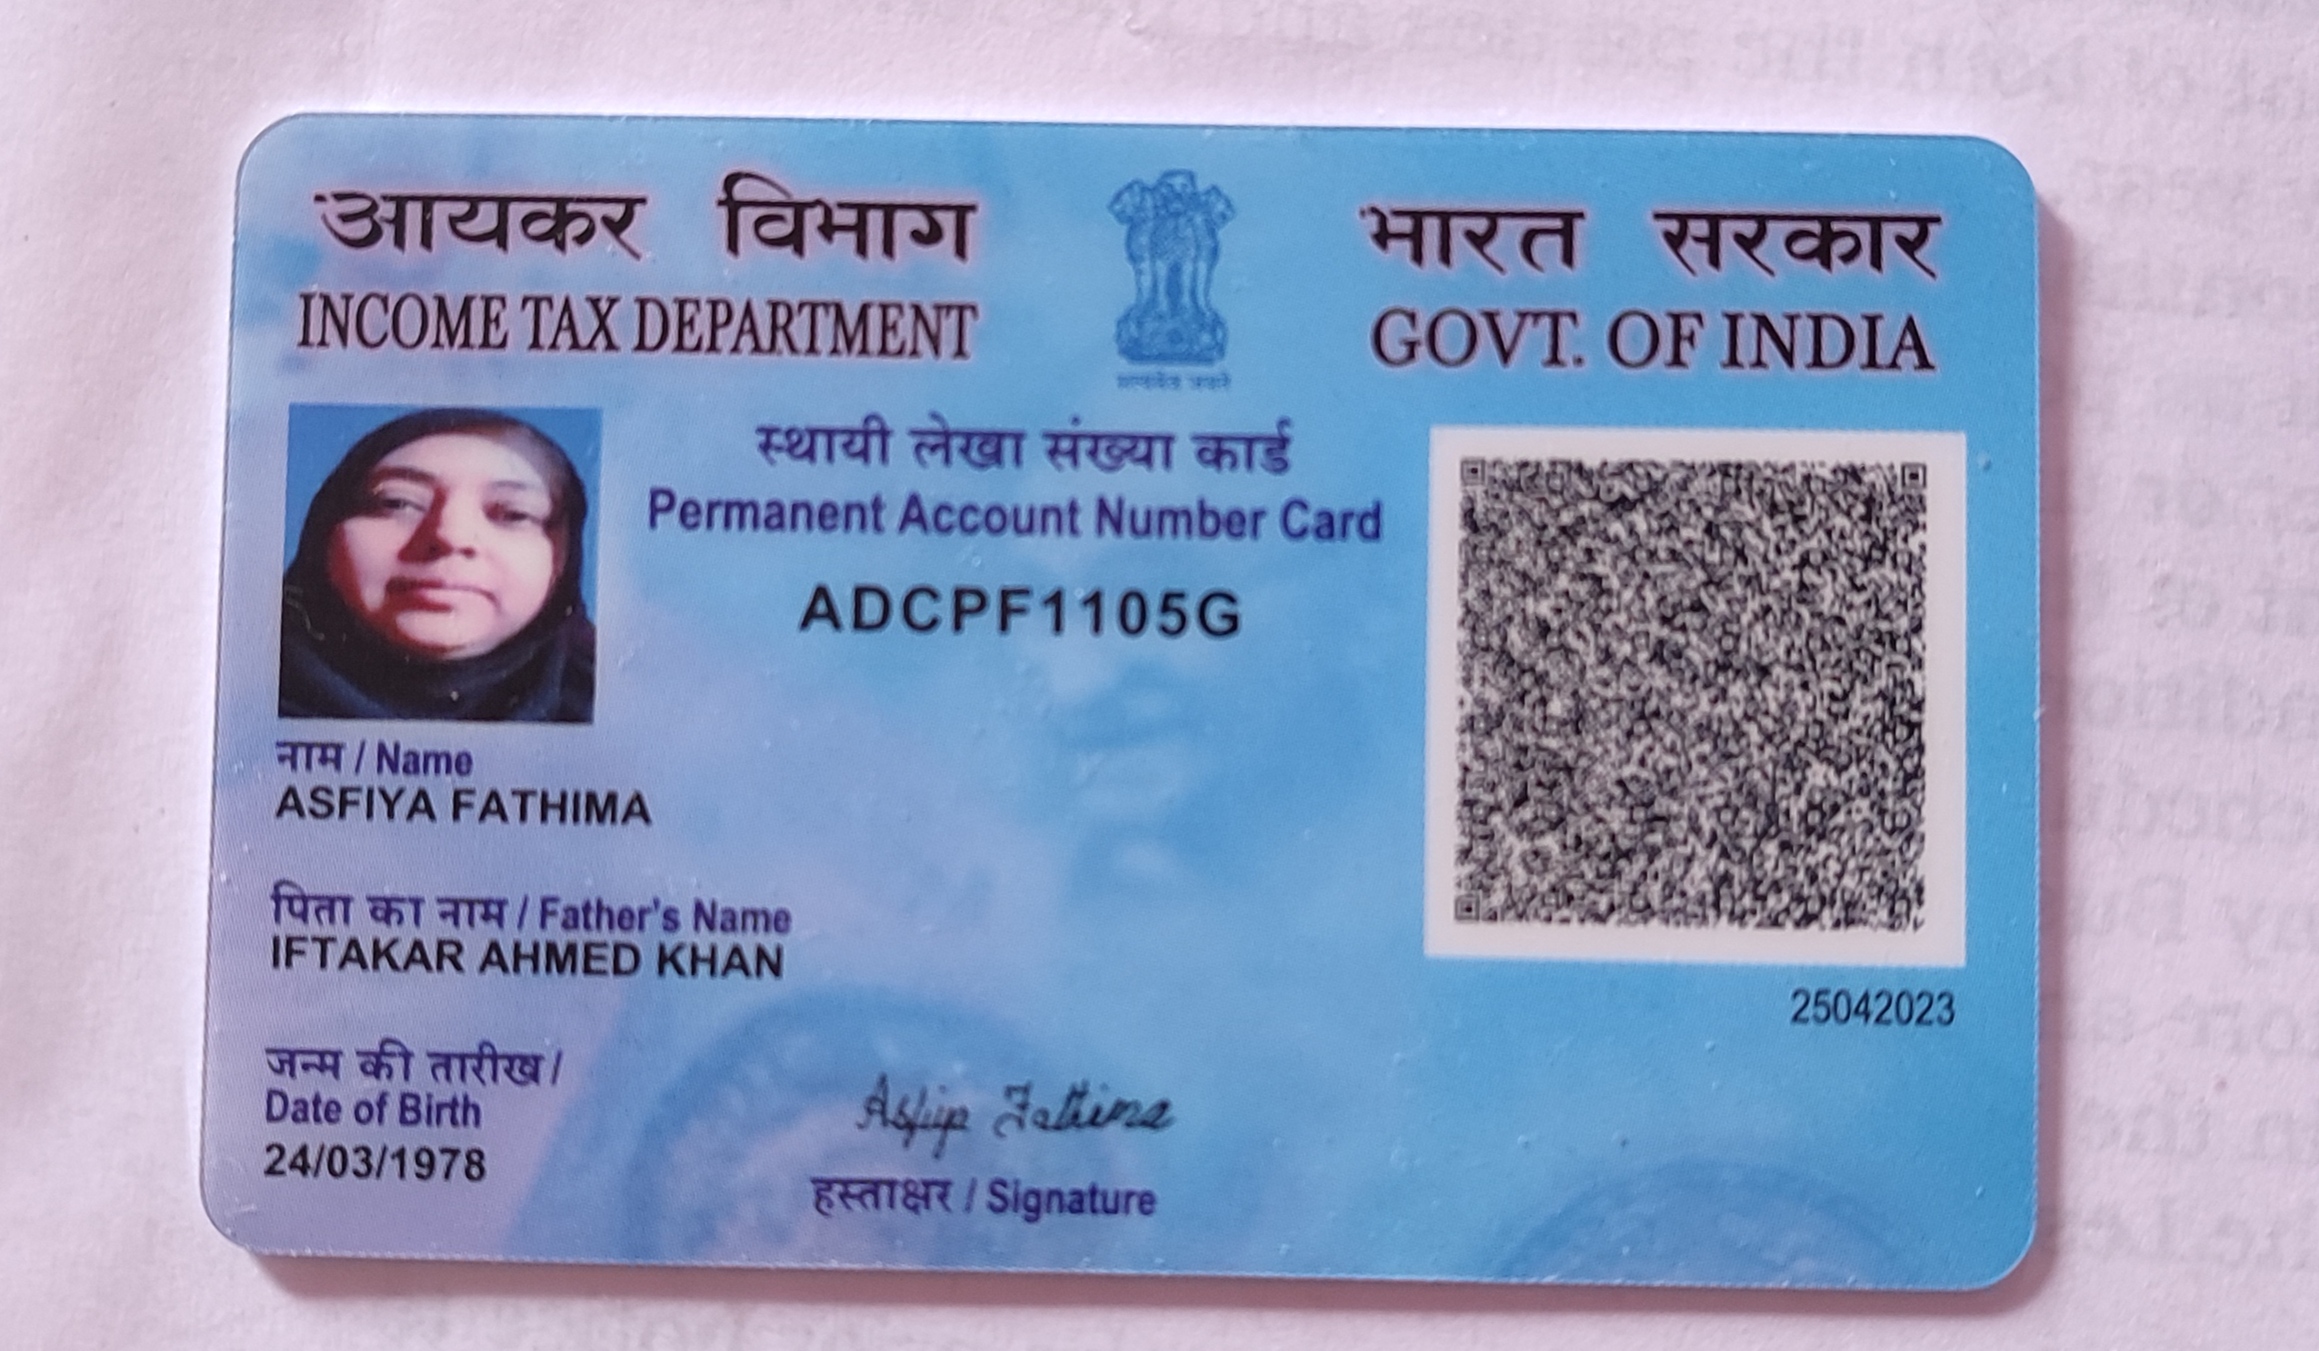 आयकर विभाग
INCOME TAX DEPARTMENT
भारत सरकार
GOVT. OF INDIA
सत्यमेव जयते
स्थायी लेखा संख्या कार्ड
Permanent Account Number Card
ADCPF1105G
नाम / Name
ASFIYA FATHIMA
पिता का नाम / Father's Name
IFTAKAR AHMED KHAN
25042023
जन्म की तारीख /
Date of Birth
24/03/1978
Asfiya Fathima
हस्ताक्षर / Signature